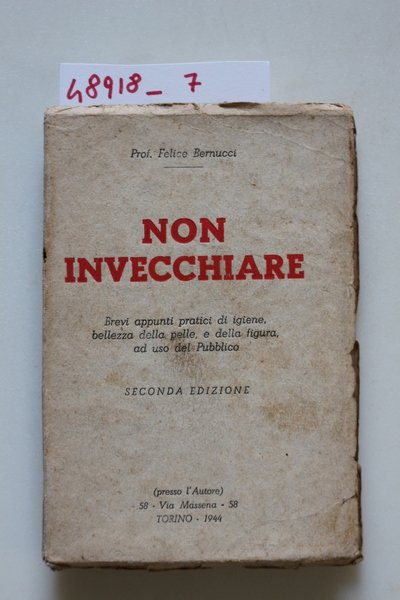 48918_ 7
Prof. Felice Bernucci
NON
INVECCHIARE
Brevi appunti pratici di igiene,
bellezza della pelle, e della figura,
ad uso del Pubblico
SECONDA EDIZIONE
(presso l'Autore)
58 - Via Massena - 58
TORINO - 1944